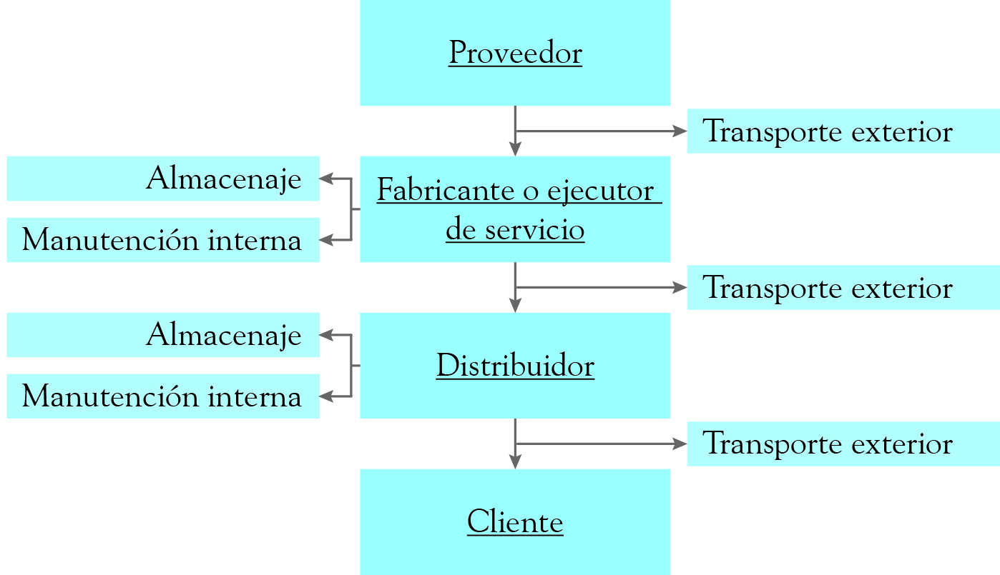 Proveedor
Transporte exterior
Almacenaje
Fabricante o ejecutor
de servicio
Manutención interna
Transporte exterior
Almacenaje
Distribuidor
Manutención interna
Transporte exterior
Cliente